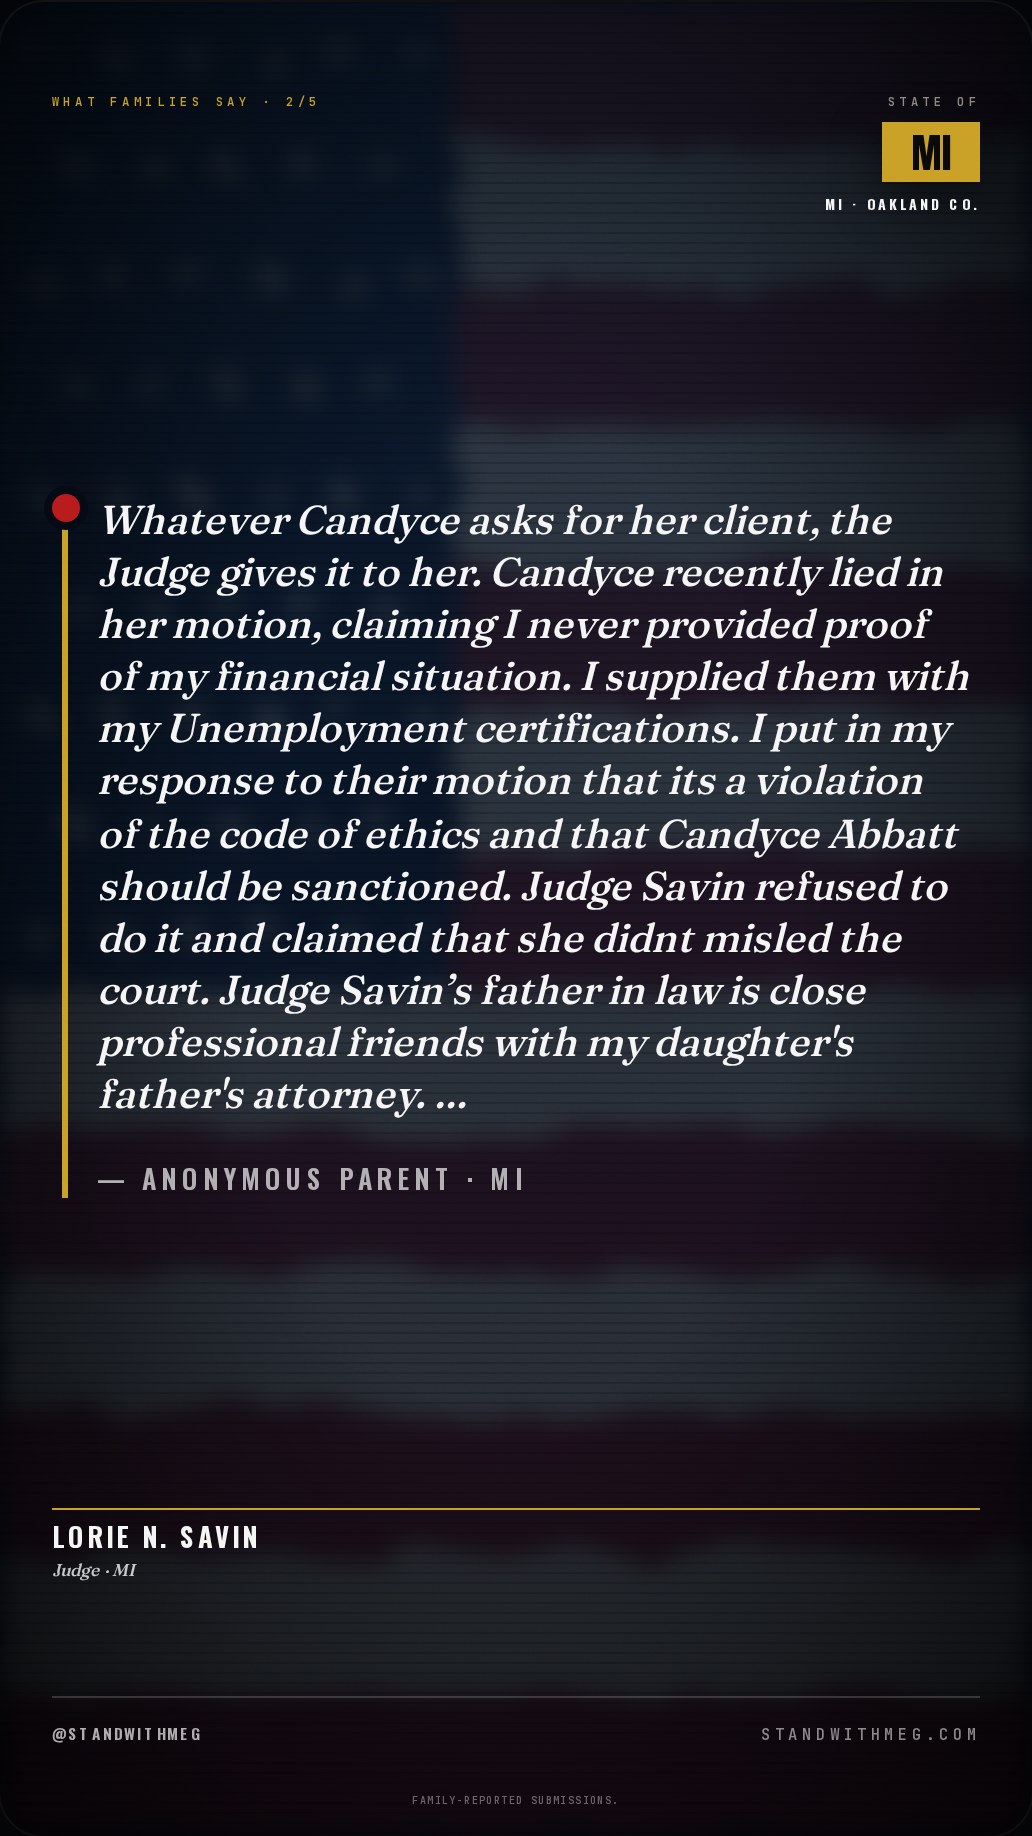 WHAT FAMILIES SAY · 2/5
STATE OF
MI
MI · OAKLAND CO.
Whatever Candyce asks for her client, the
Judge gives it to her. Candyce recently lied in
her motion, claiming I never provided proof
of my financial situation. I supplied them with
my Unemployment certifications. I put in my
response to their motion that its a violation
of the code of ethics and that Candyce Abbatt
should be sanctioned. Judge Savin refused to
do it and claimed that she didnt misled the
court. Judge Savin’s father in law is close
professional friends with my daughter's
father's attorney. ...
— ANONYMOUS PARENT · MI
LORIE N. SAVIN
Judge · MI
@STANDWITHMEG
STANDWITHMEG.COM
FAMILY-REPORTED SUBMISSIONS.